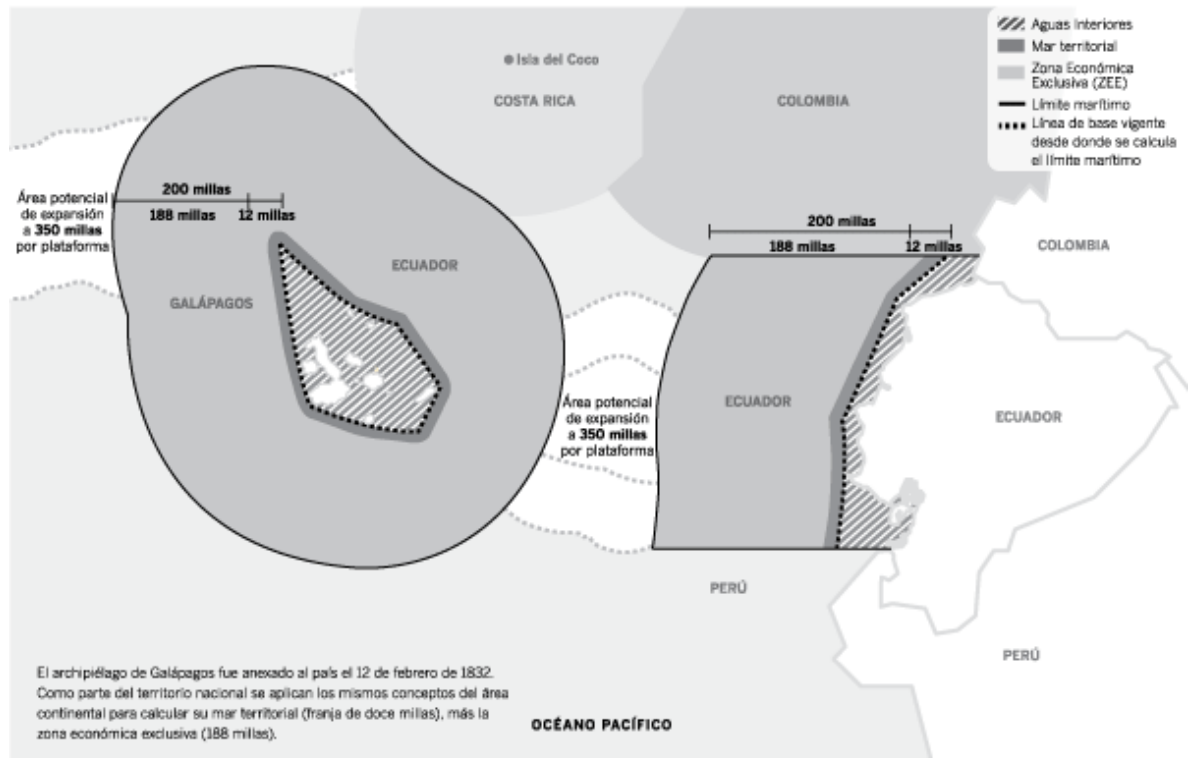 Aguas Interiores
Mar territorial
Zona Económica
Exclusiva (ZEE)
Límite marítimo
Línea de base vigente
desde donde se calcula
el límite marítimo
Isla del Coco
COSTA RICA
COLOMBIA
Área potencial
de expansión
a 350 millas
por plataforma
200 millas
188 millas
12 millas
ECUADOR
GALÁPAGOS
200 millas
188 millas
12 millas
COLOMBIA
Área potencial
de expansión
a 350 millas
por plataforma
ECUADOR
ECUADOR
PERÚ
PERÚ
El archipiélago de Galápagos fue anexado al país el 12 de febrero de 1832.
Como parte del territorio nacional se aplican los mismos conceptos del área
continental para calcular su mar territorial (franja de doce millas), más la
zona económica exclusiva (188 millas).
OCÉANO PACÍFICO